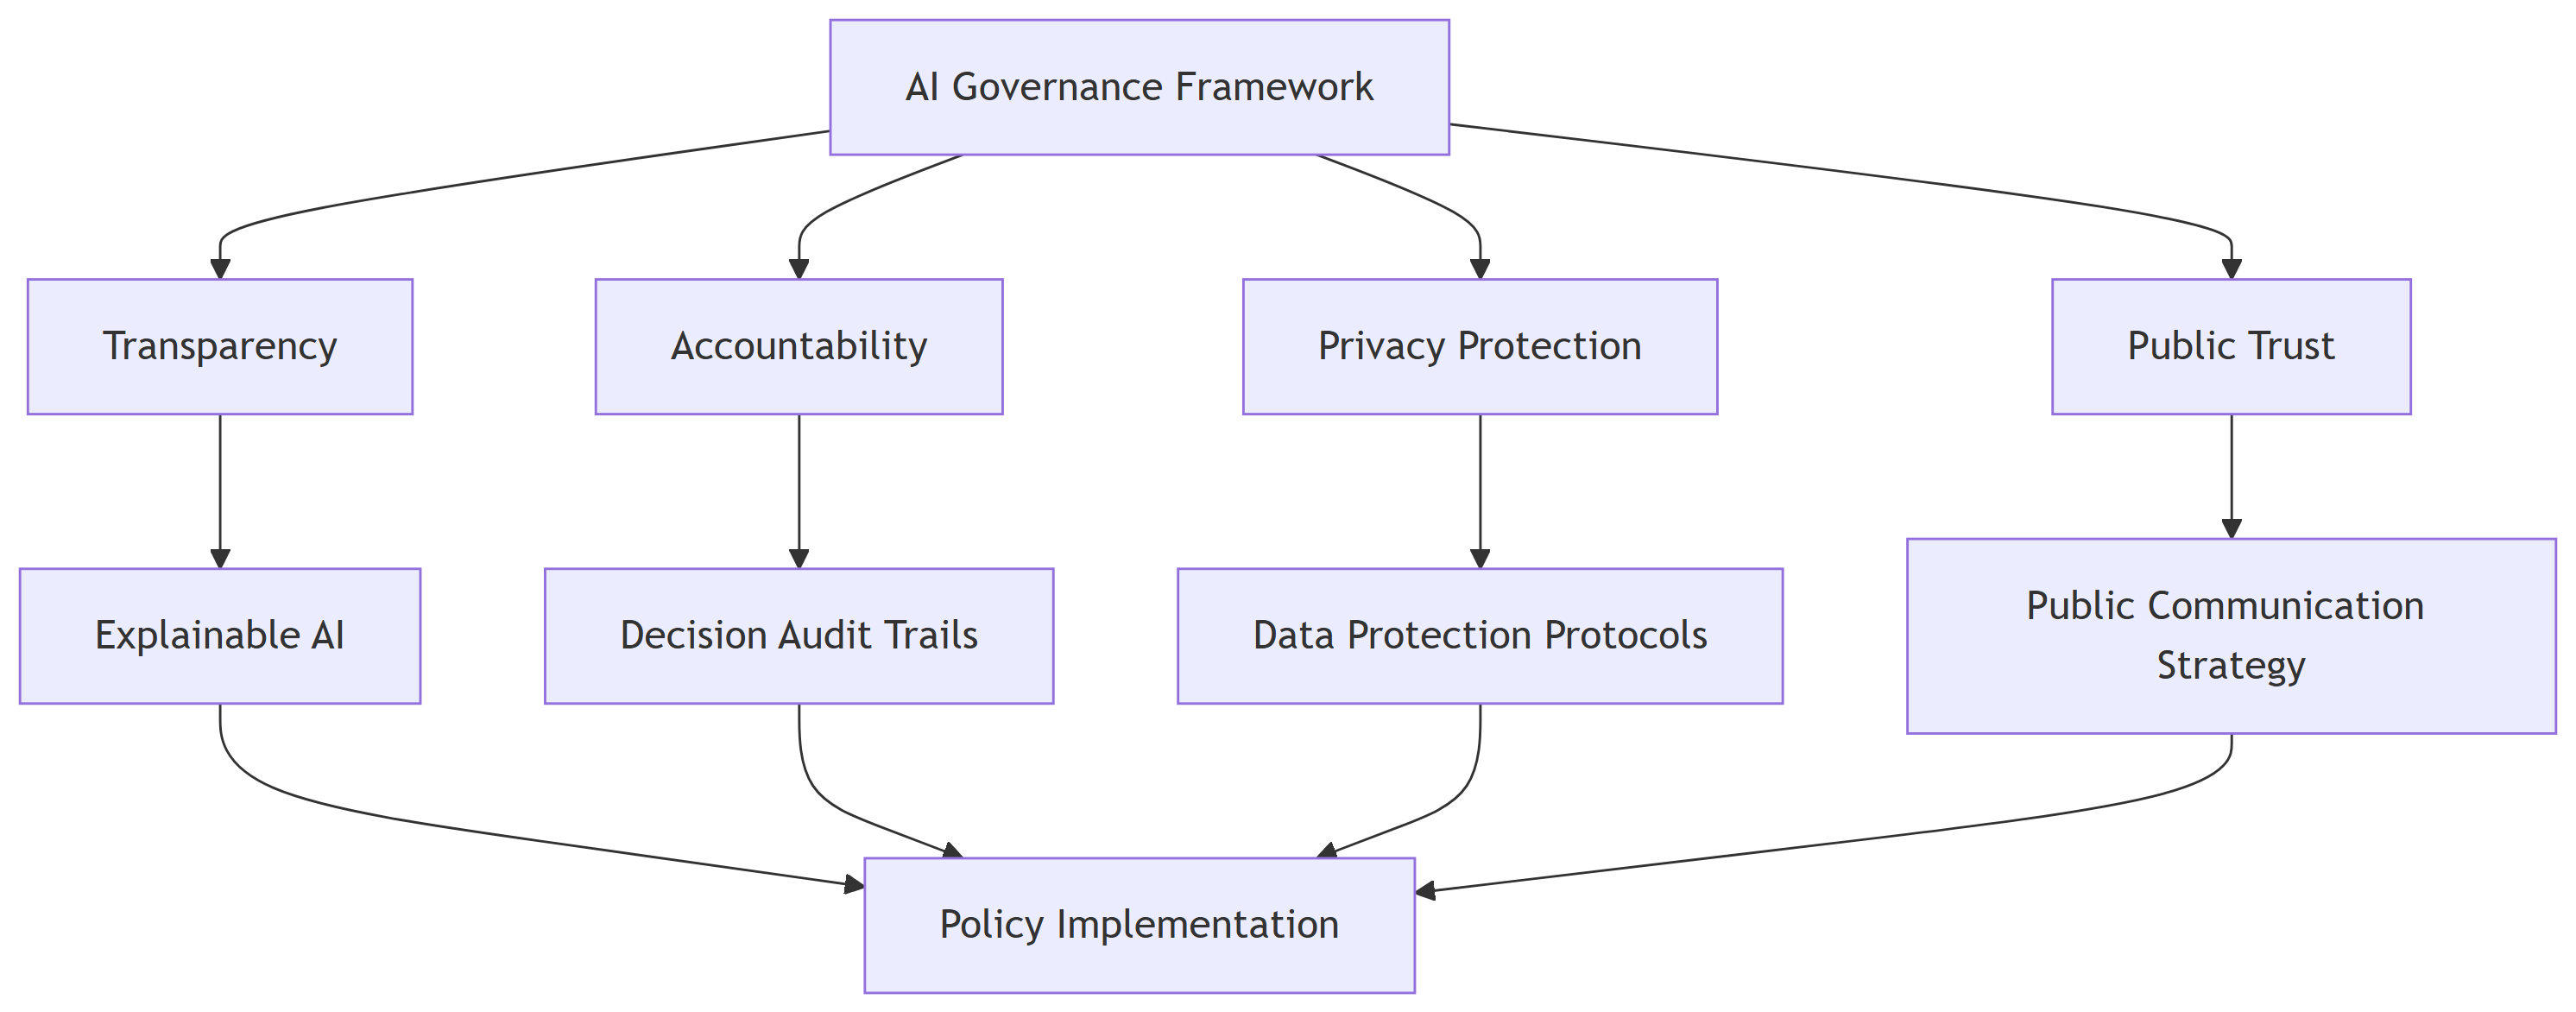 AI Governance Framework
Transparency
Accountability
Privacy Protection
Public Trust
Explainable AI
Decision Audit Trails
Data Protection Protocols
Public Communication
Strategy
Policy Implementation